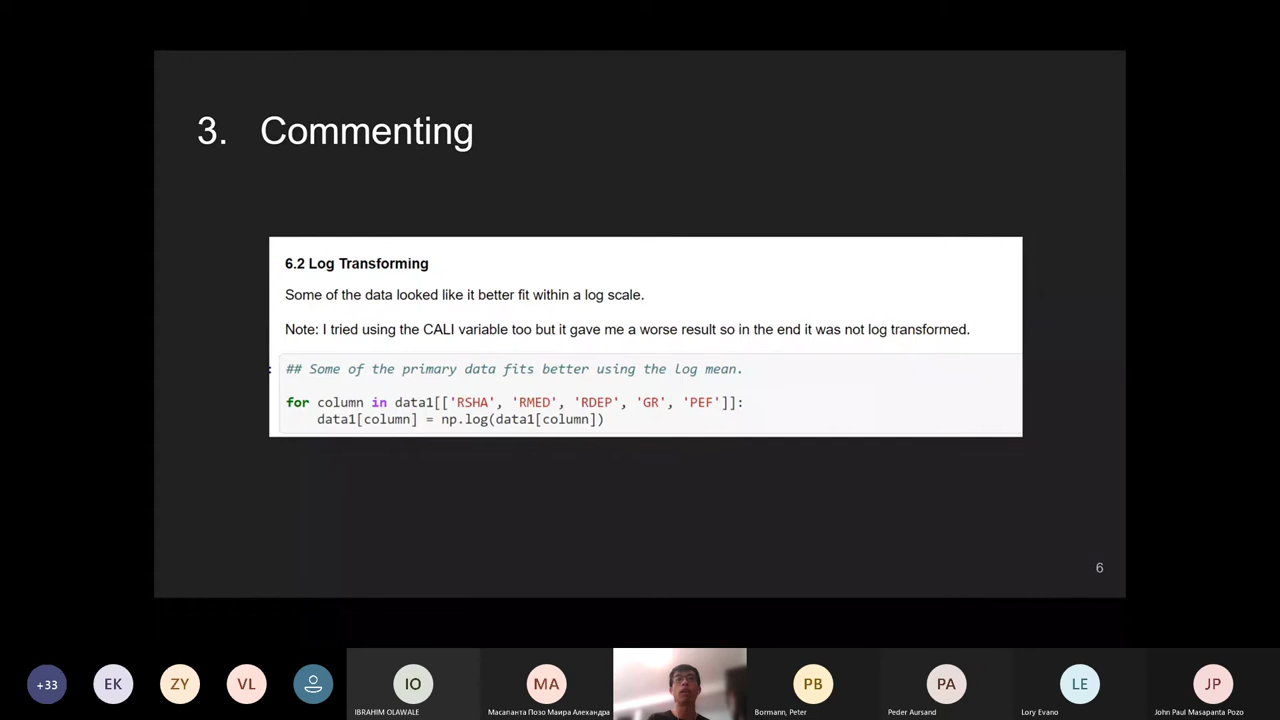 3. Commenting
6.2 Log Transforming
Some of the data looked like it better fit within a log scale.
Note: I tried using the CALI variable too but it gave me a worse result so in the end it was not log transformed.
:
## Some of the primary data fits better using the log mean.
for column in data1[['RSHA', 'RMED', 'RDEP', 'GR', 'PEF']]:
data1[column] = np.log(data1[column])
6
+33
EK
ZY
VL
IO
MA
PB
PA
LE
JP
IBRAHIM OLAWALE
Масапанта Позо Маира Алехандра
Bormann, Peter
Peder Aursand
Lory Evano
John Paul Masapanta Pozo